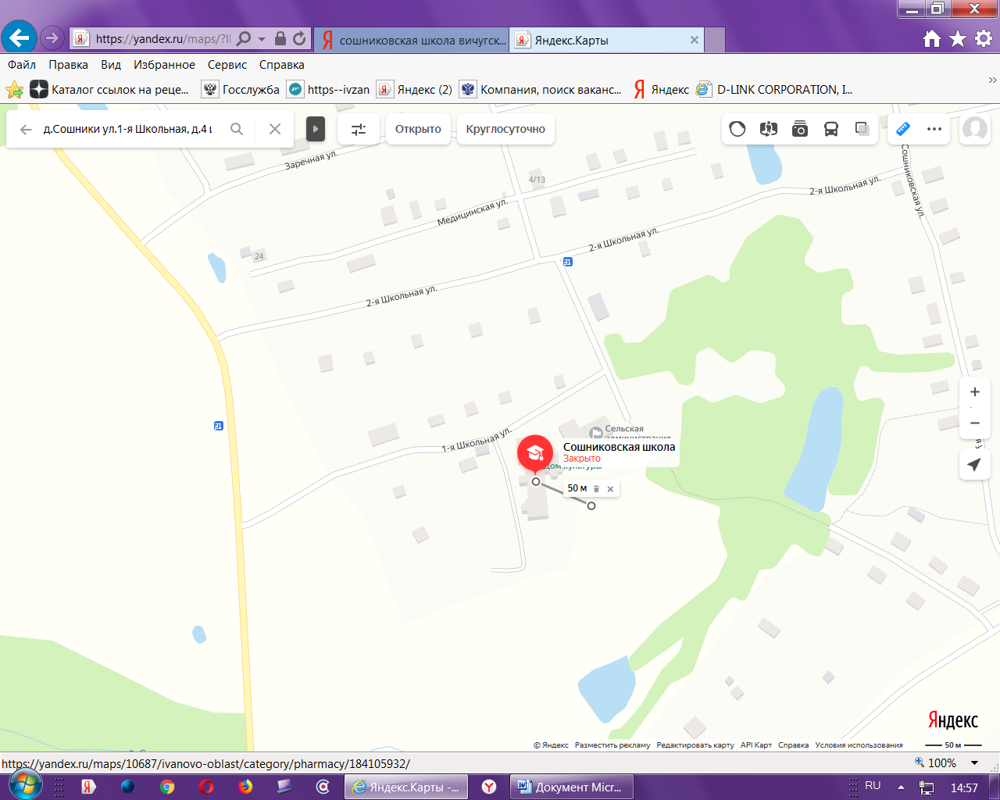 https://yandex.ru/maps/?ll
сошниковская школа вичугск...
Яндекс.Карты
Файл Правка Вид Избранное Сервис Справка
Каталог ссылок на реце...
Госслужба
https--ivzan
Яндекс (2)
Компания, поиск ваканс...
Яндекс
D-LINK CORPORATION, I...
д.Сошники ул.1-я Школьная, д.4
Открыто
Круглосуточно
Заречная ул.
4/13
Медицинская ул.
2-я Школьная ул.
Сошниковская ул.
2-я Школьная ул.
24
2-я Школьная ул.
Сельская
администрация
1-я Школьная ул.
Сошниковская школа
Закрыто
Дом культуры
50 м
Яндекс
© Яндекс Разместить рекламу Редактировать карту API Карт Справка Условия использования
50 м
https://yandex.ru/maps/10687/ivanovo-oblast/category/pharmacy/184105932/
100%
Яндекс.Карты -...
Документ Micr...
RU
14:57